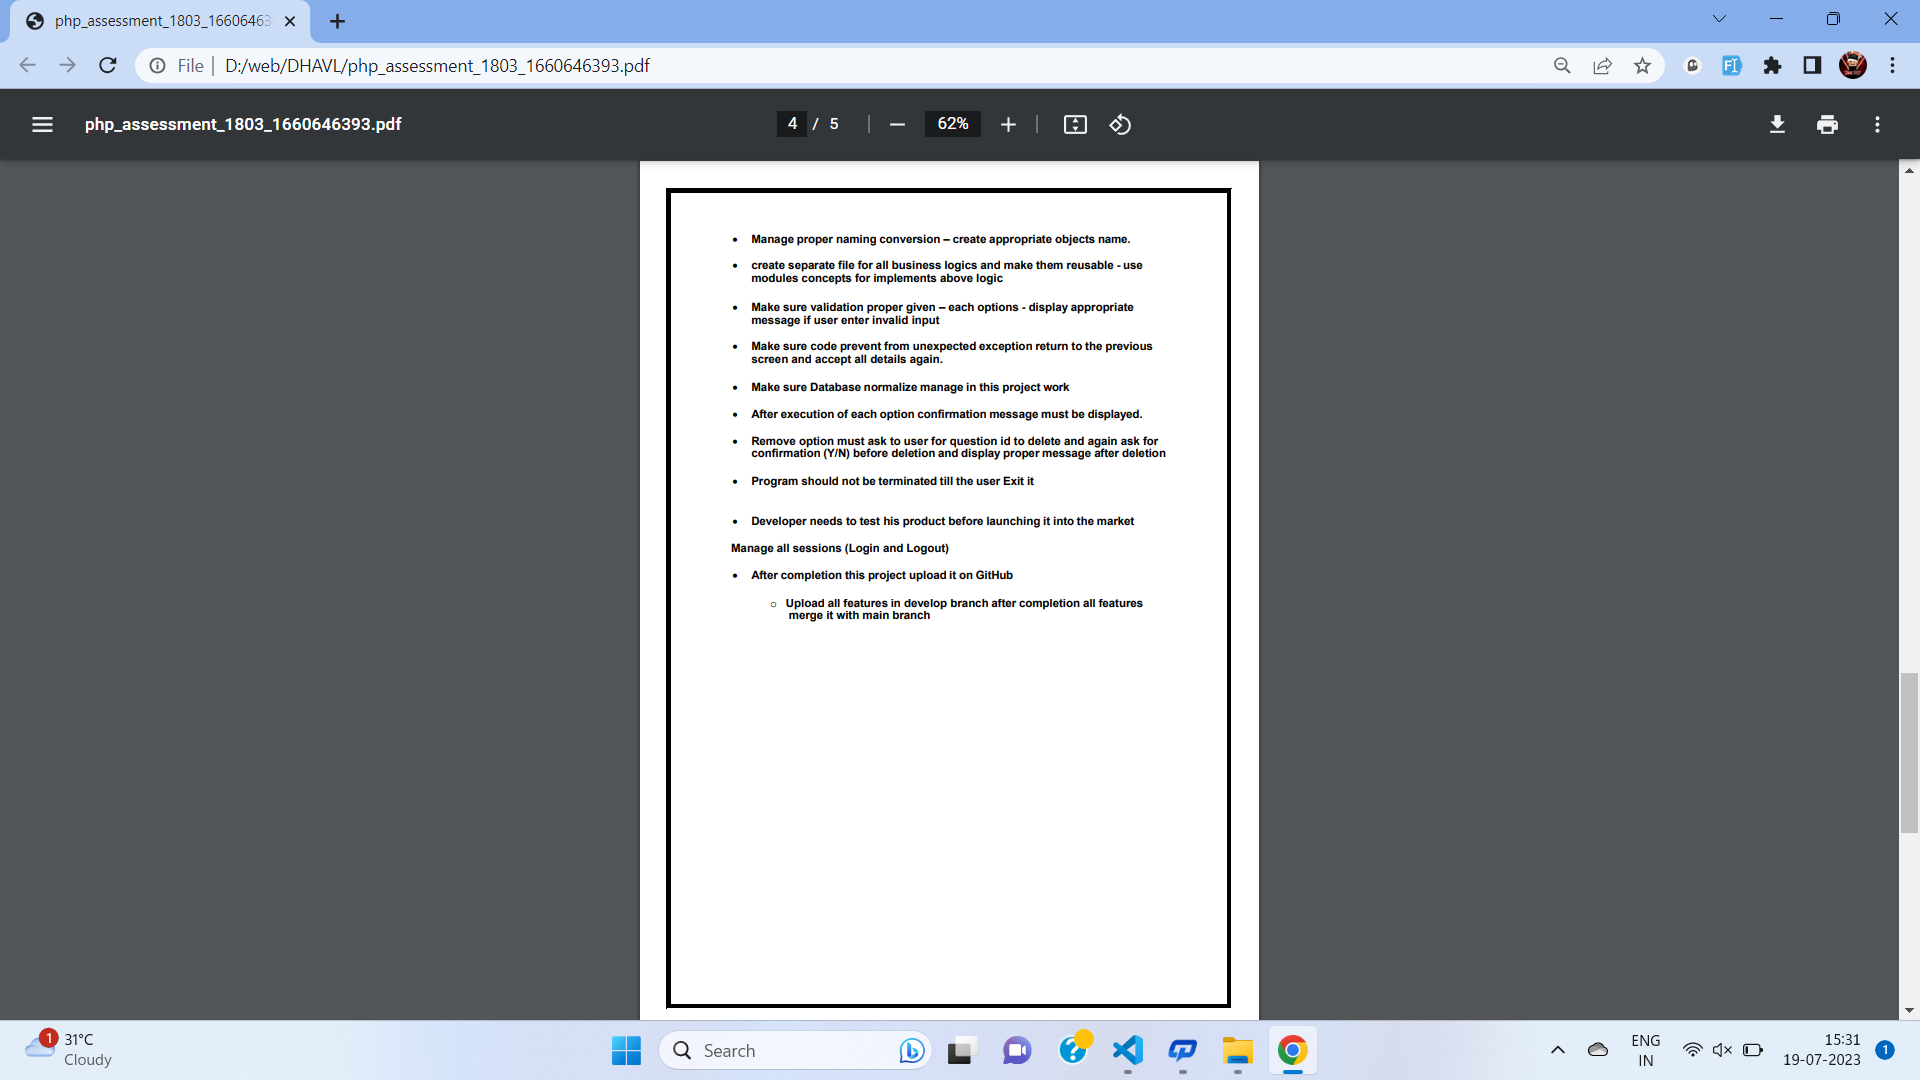 php_assessment_1803_16606463
File
D:/web/DHAVL/php_assessment_1803_1660646393.pdf
php_assessment_1803_1660646393.pdf
4 / 5
62%
• Manage proper naming conversion – create appropriate objects name.
• create separate file for all business logics and make them reusable - use
modules concepts for implements above logic
• Make sure validation proper given – each options - display appropriate
message if user enter invalid input
• Make sure code prevent from unexpected exception return to the previous
screen and accept all details again.
• Make sure Database normalize manage in this project work
• After execution of each option confirmation message must be displayed.
• Remove option must ask to user for question id to delete and again ask for
confirmation (Y/N) before deletion and display proper message after deletion
• Program should not be terminated till the user Exit it
• Developer needs to test his product before launching it into the market
Manage all sessions (Login and Logout)
• After completion this project upload it on GitHub
○ Upload all features in develop branch after completion all features
merge it with main branch
1
31°C
Cloudy
Search
ENG
IN
15:31
19-07-2023
1